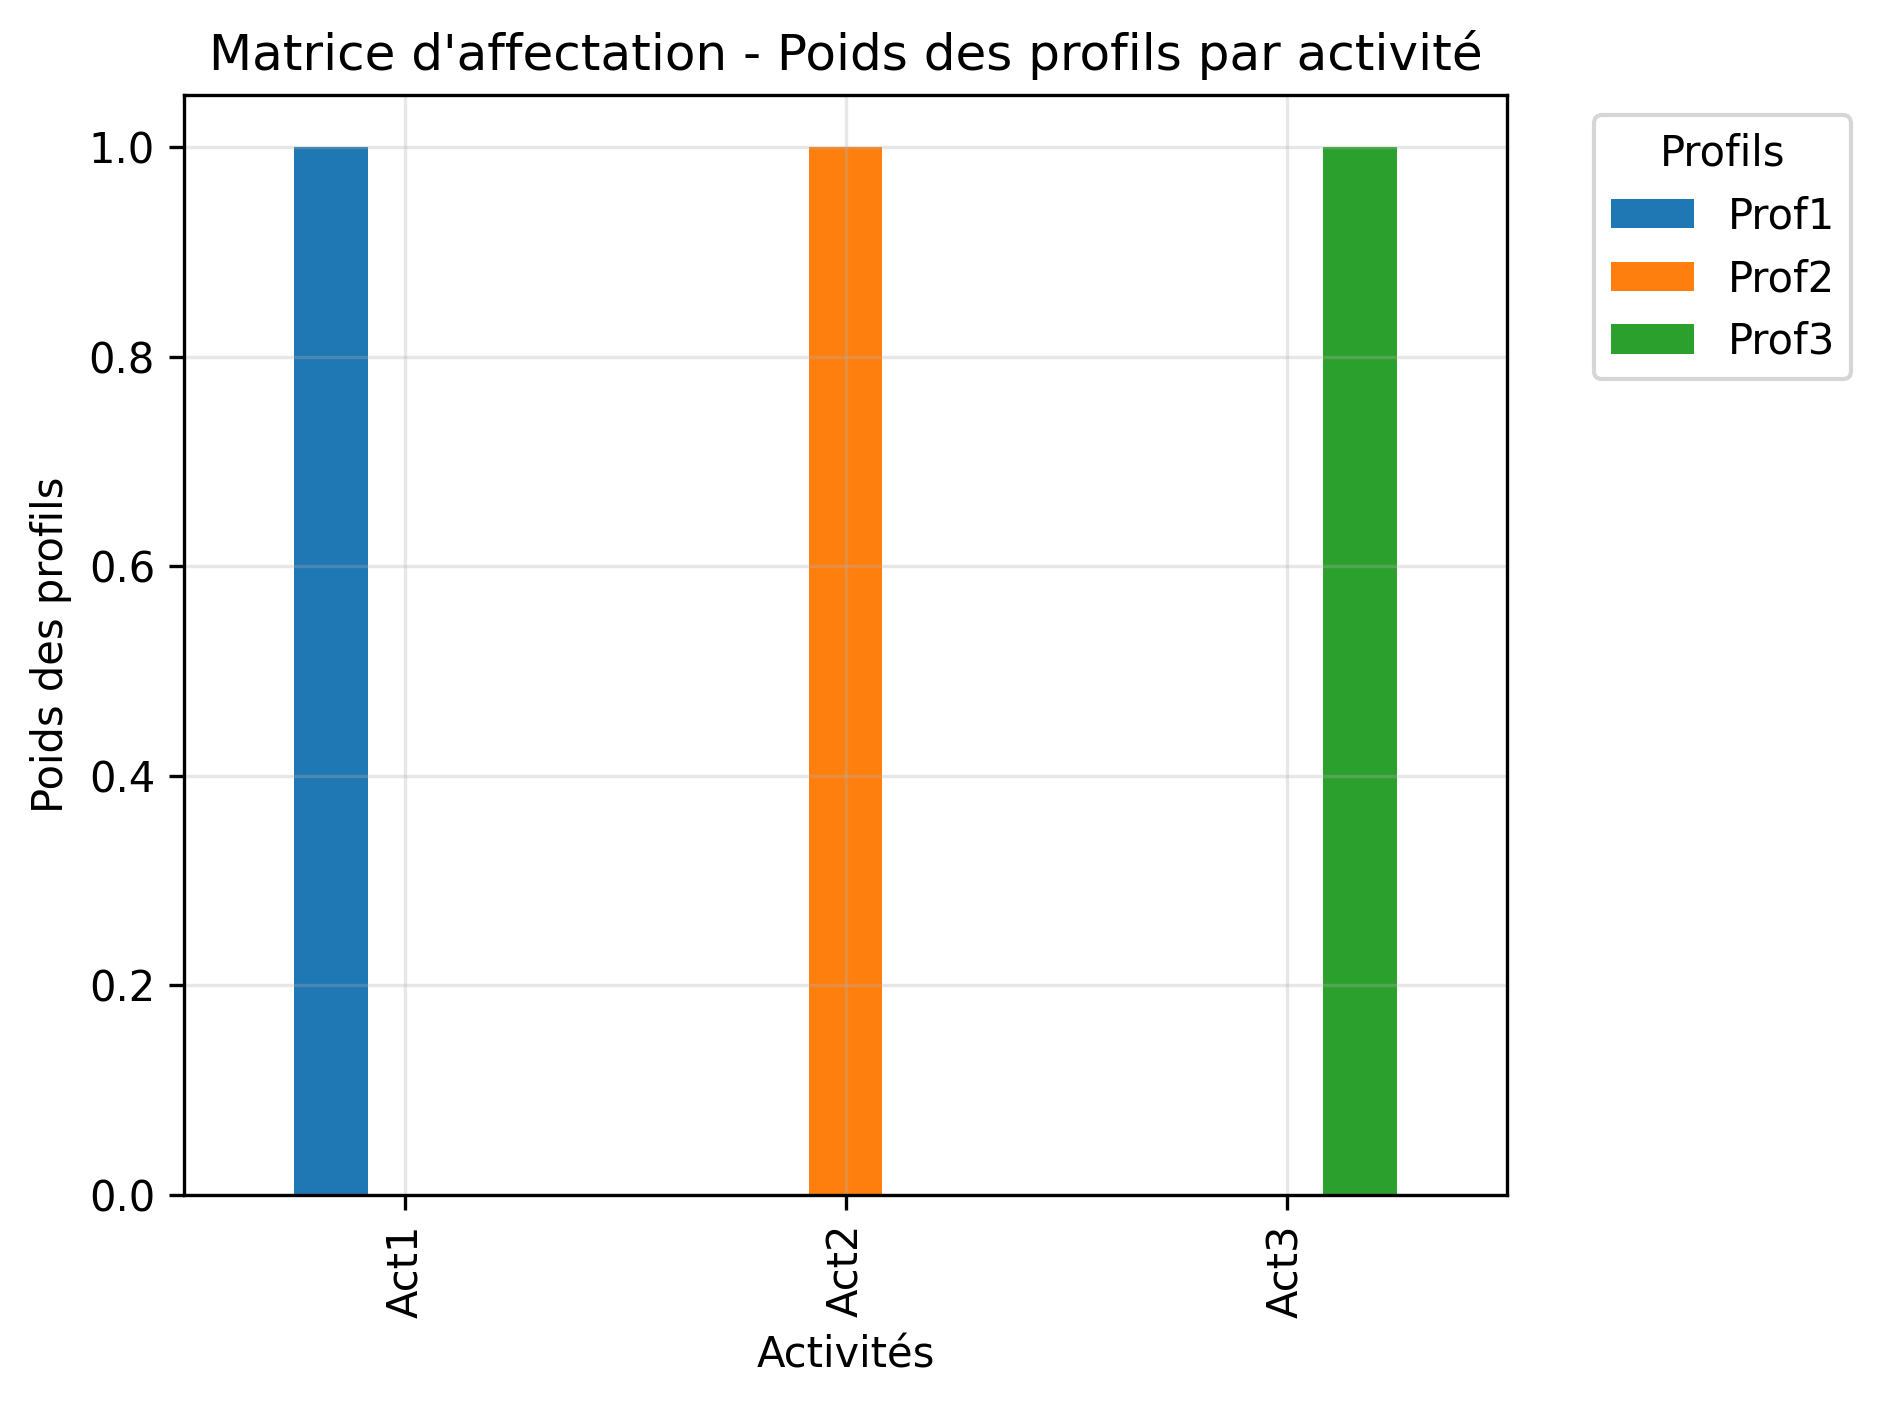 Matrice d'affectation - Poids des profils par activité
Profils
Prof1
Prof2
Prof3
Poids des profils
1.0
0.8
0.6
0.4
0.2
0.0
Act1
Act2
Act3
Activités